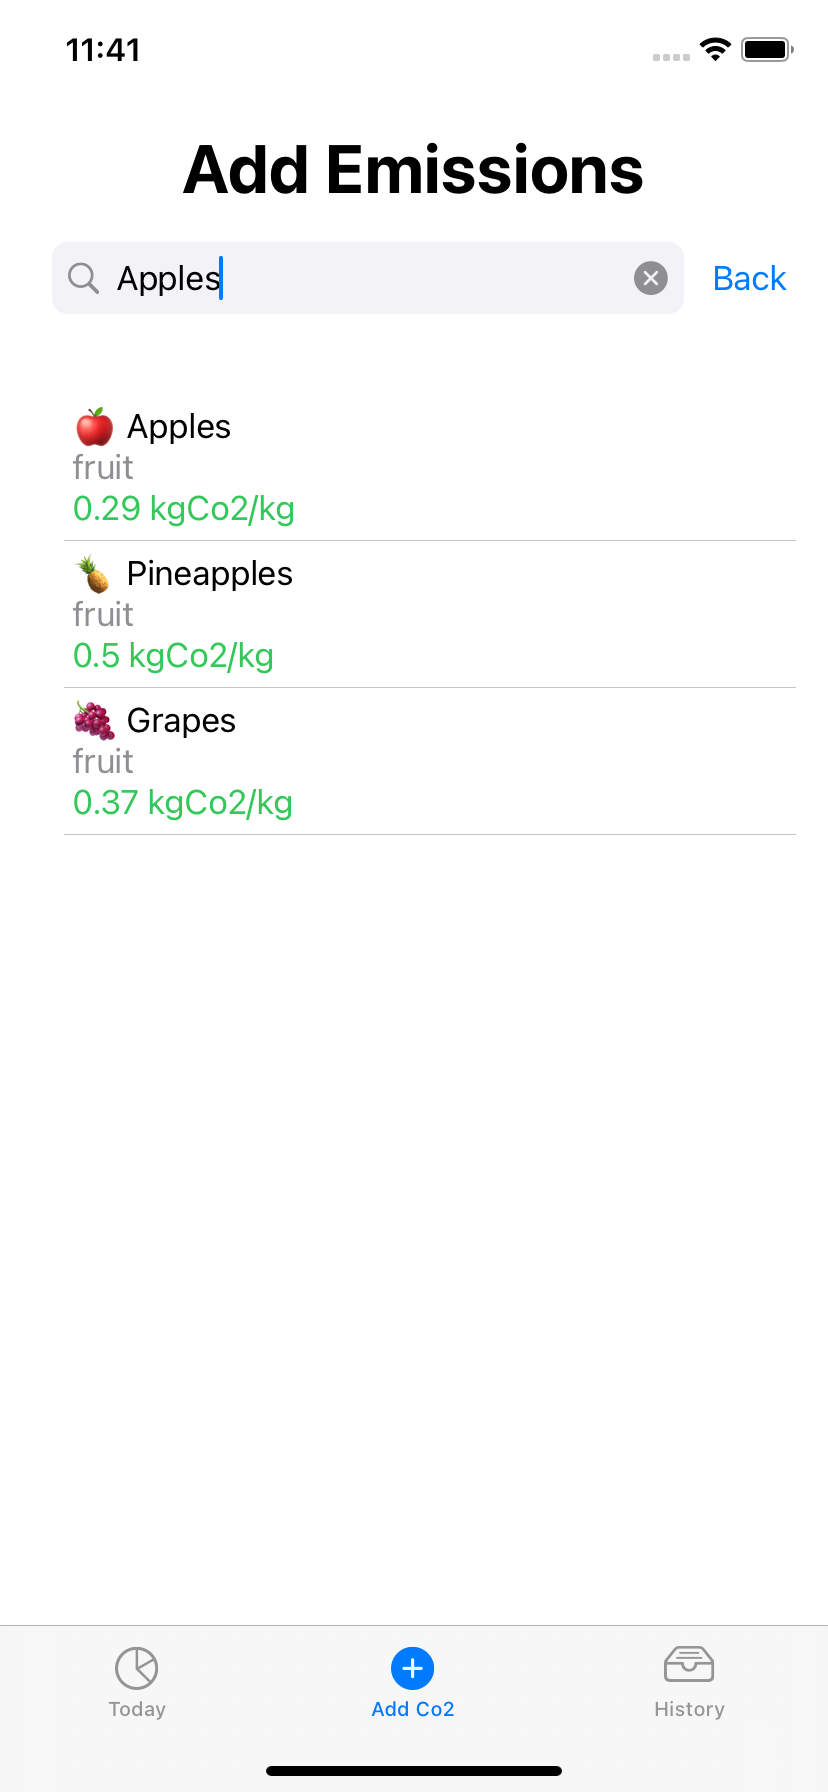 11:41
Add Emissions
Apples
Back
Apples
fruit
0.29 kgCo2/kg
Pineapples
fruit
0.5 kgCo2/kg
Grapes
fruit
0.37 kgCo2/kg
Today
Add Co2
History